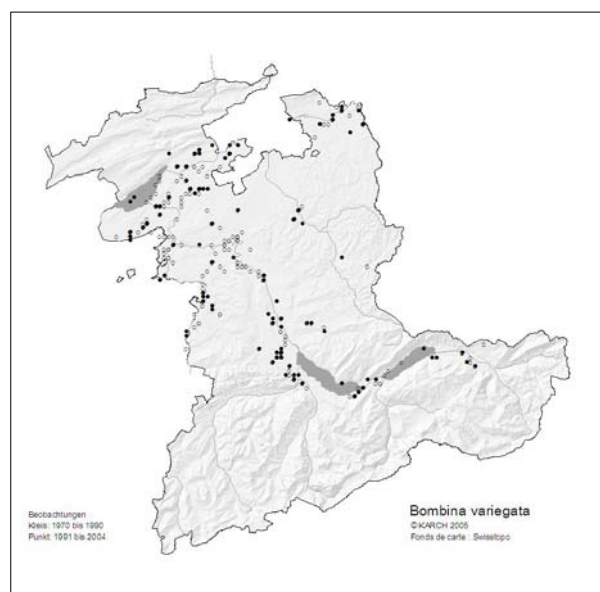 Beobachtungen
Kreis: 1970 bis 1990
Punkt: 1991 bis 2004
Bombina variegata
© KARCH 2005
Fonds de carte : Swisstopo